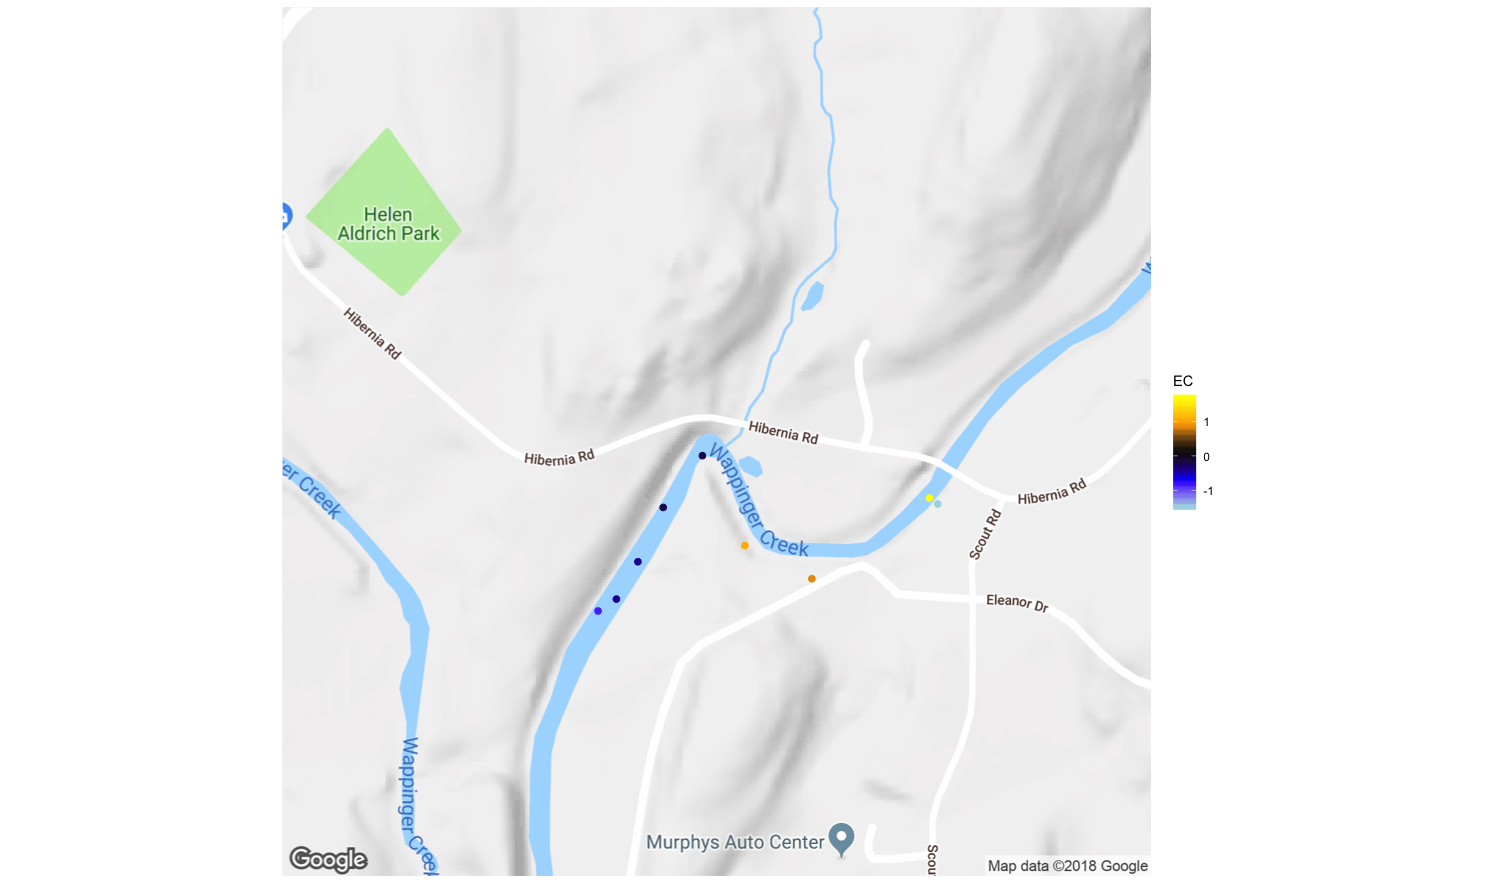 Helen
Aldrich Park
W
Hibernia Rd
EC
1
0
-1
Hibernia Rd
Hibernia Rd
Wappinger Creek
er Creek
Hibernia Rd
Scout Rd
Eleanor Dr
Wappinger Creek
Murphys Auto Center
Scout
Google
Map data ©2018 Google